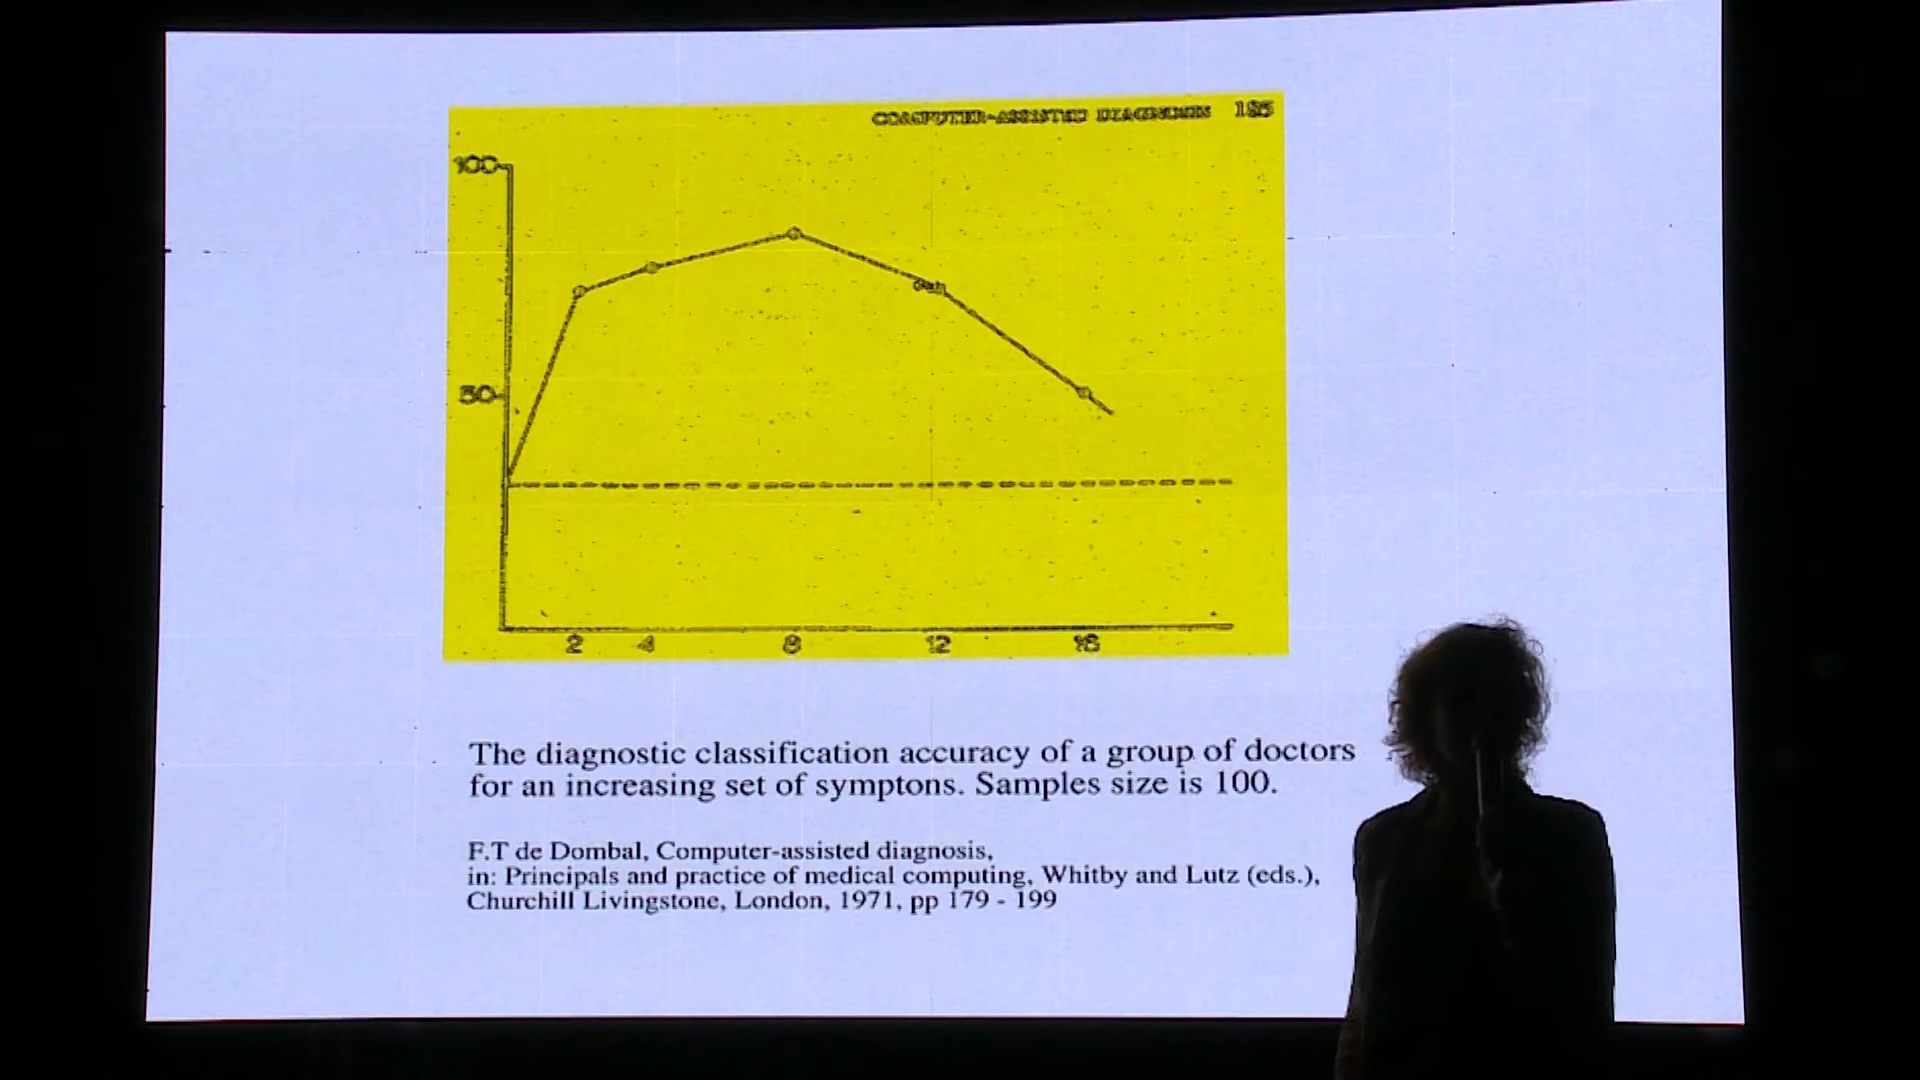 COMPUTER-ASSISTED DIAGNOSIS 185
100
50
2 4 8 12 16
The diagnostic classification accuracy of a group of doctors
for an increasing set of symptons. Samples size is 100.
F.T de Dombal, Computer-assisted diagnosis,
in: Principals and practice of medical computing, Whitby and Lutz (eds.),
Churchill Livingstone, London, 1971, pp 179 - 199